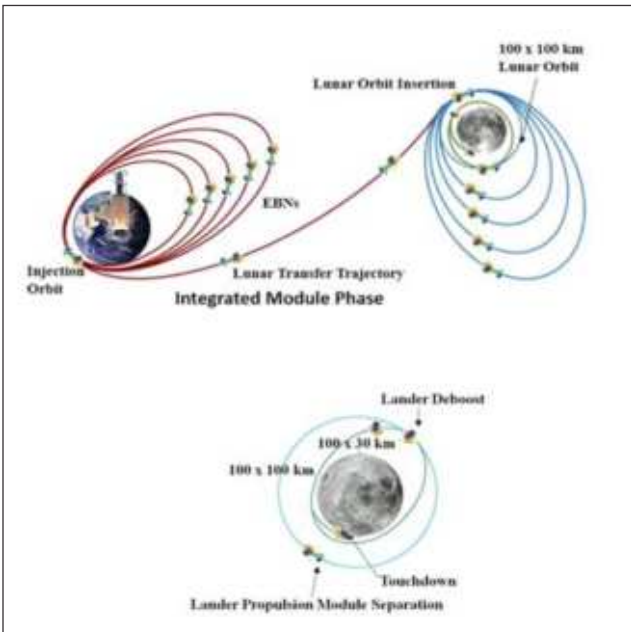 100 x 100 km
Lunar Orbit
Lunar Orbit Insertion
EBNs
Injection
Orbit
Lunar Transfer Trajectory
Integrated Module Phase
Lander Deboost
100 x 30 km
100 x 100 km
Touchdown
Lander Propulsion Module Separation